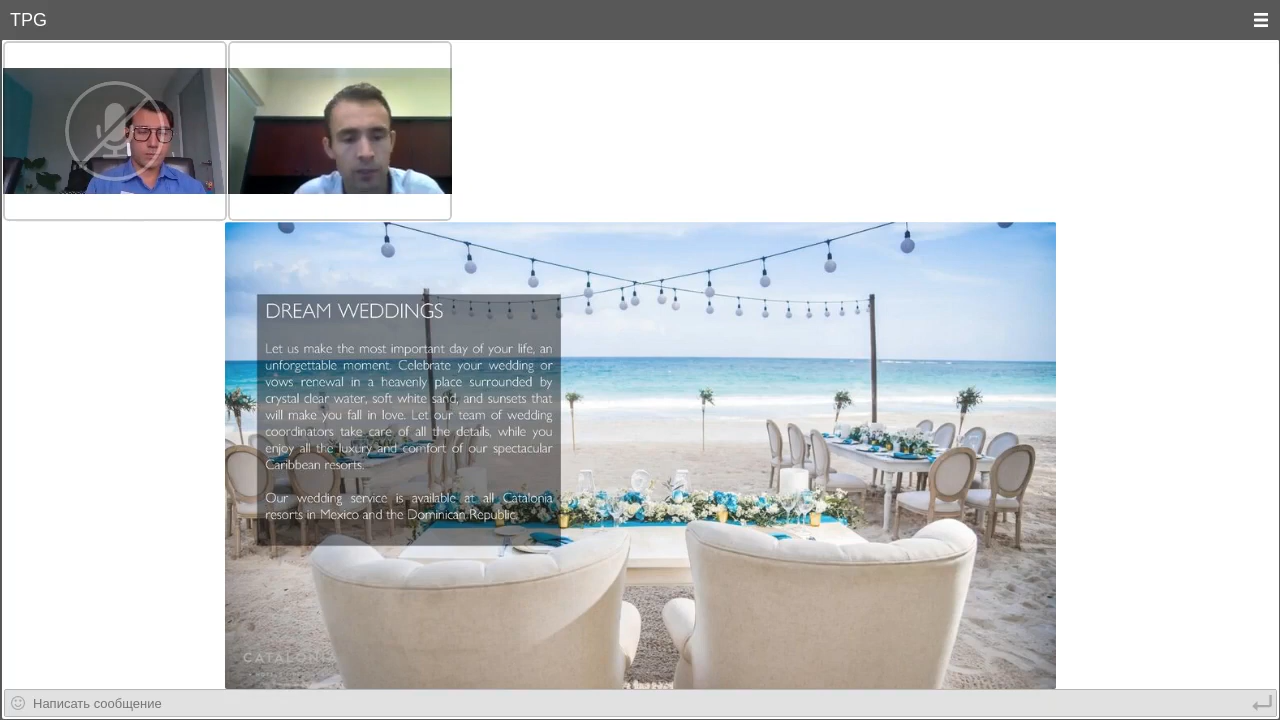 TPG
DREAM WEDDINGS
Let us make the most important day of your life, an
unforgettable moment. Celebrate your wedding or
vows renewal in a heavenly place surrounded by
crystal clear water, soft white sand, and sunsets that
will make you fall in love. Let our team of wedding
coordinators take care of all the details, while you
enjoy all the luxury and comfort of our spectacular
Caribbean resorts.
Our wedding service is available at all Catalonia
resorts in Mexico and the Dominican Republic.
CATALONIA
Написать сообщение